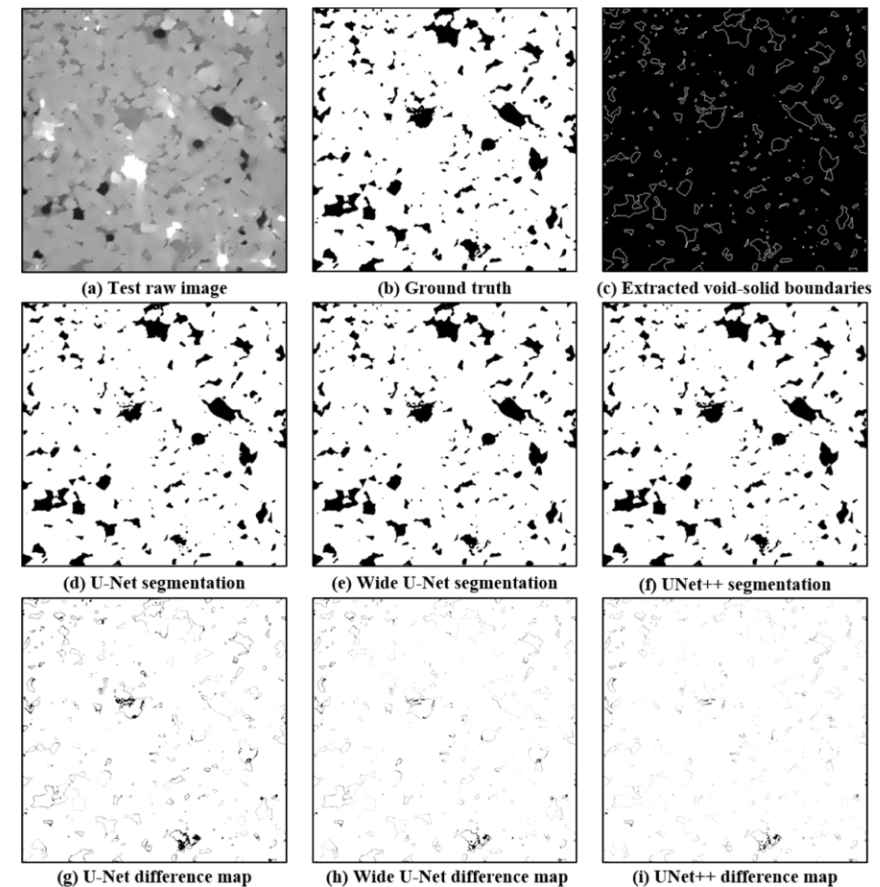 (a) Test raw image
(b) Ground truth
(c) Extracted void-solid boundaries
(d) U-Net segmentation
(e) Wide U-Net segmentation
(f) UNet++ segmentation
(g) U-Net difference map
(h) Wide U-Net difference map
(i) UNet++ difference map